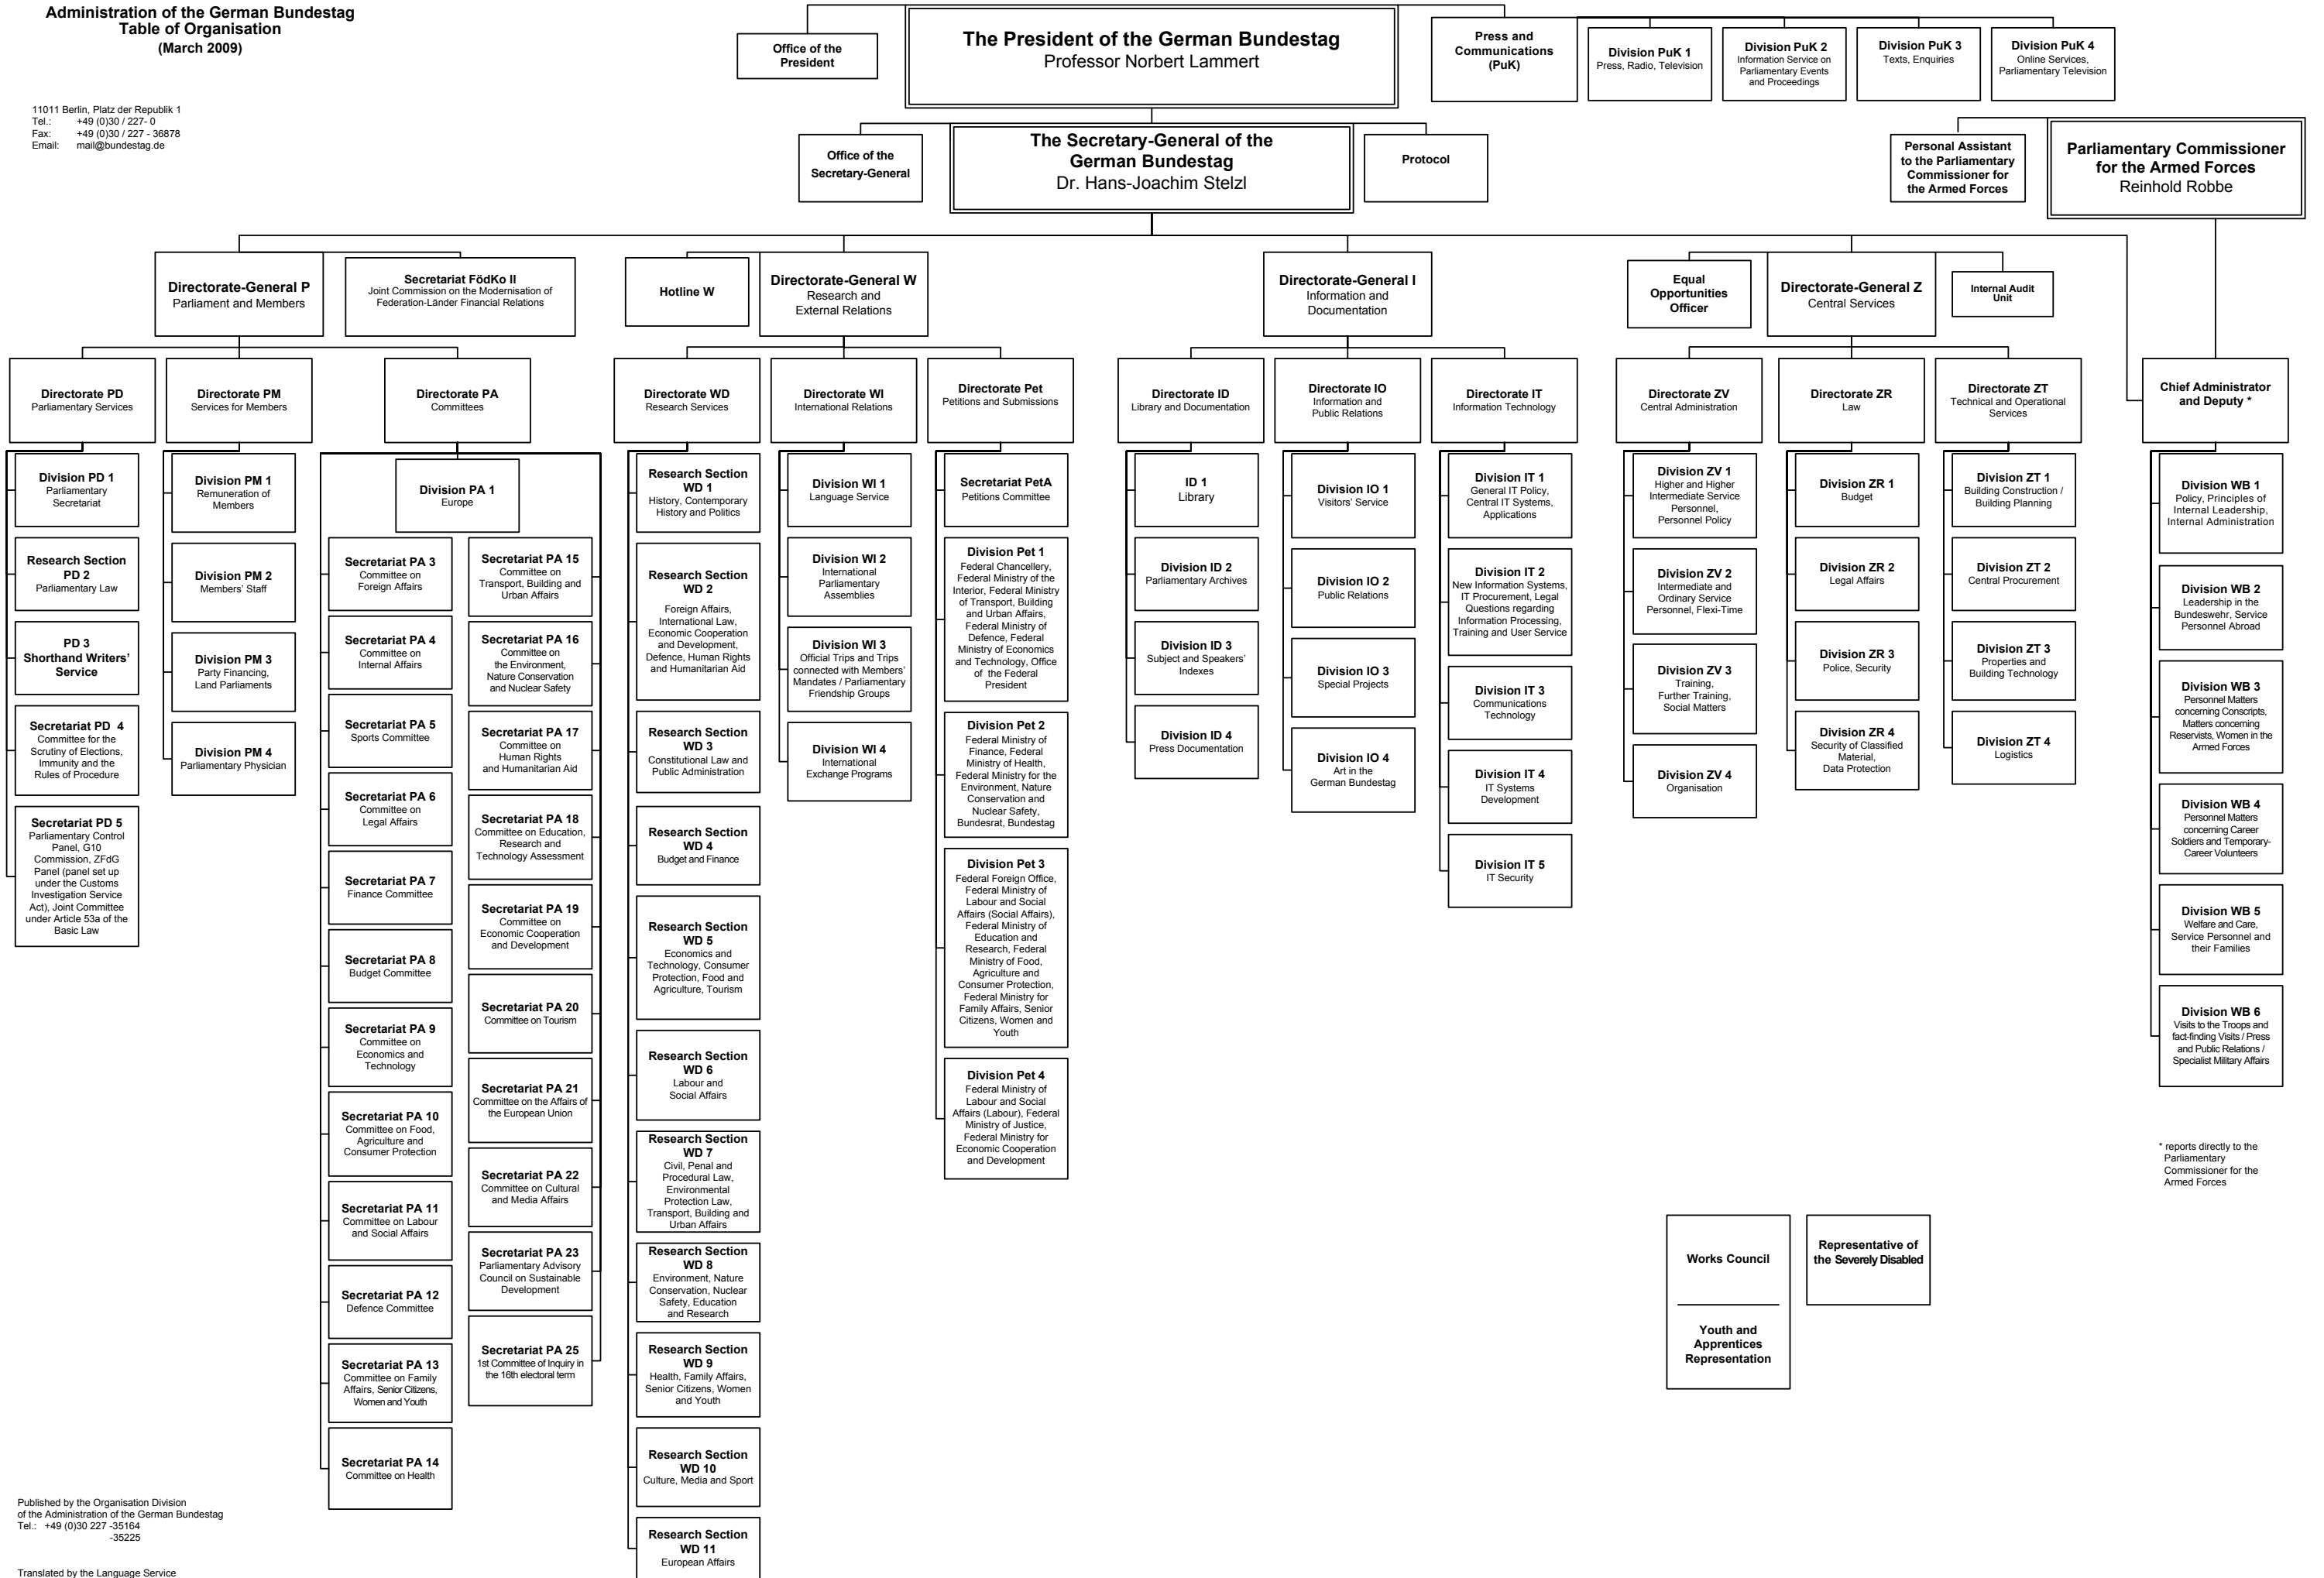 Administration of the German Bundestag
Table of Organisation
(March 2009)
11011 Berlin, Platz der Republik 1
Tel.: +49 (0)30 / 227- 0
Fax: +49 (0)30 / 227 - 36878
Email: mail@bundestag.de
Office of the
President
The President of the German Bundestag
Professor Norbert Lammert
Press and
Communications
(PuK)
Division PuK 1
Press, Radio, Television
Division PuK 2
Information Service on
Parliamentary Events
and Proceedings
Division PuK 3
Texts, Enquiries
Division PuK 4
Online Services,
Parliamentary Television
Office of the
Secretary-General
The Secretary-General of the
German Bundestag
Dr. Hans-Joachim Stelzl
Protocol
Personal Assistant
to the Parliamentary
Commissioner for
the Armed Forces
Parliamentary Commissioner
for the Armed Forces
Reinhold Robbe
Directorate-General P
Parliament and Members
Secretariat FödKo II
Joint Commission on the Modernisation of
Federation-Länder Financial Relations
Hotline W
Directorate-General W
Research and
External Relations
Directorate-General I
Information and
Documentation
Equal
Opportunities
Officer
Directorate-General Z
Central Services
Internal Audit
Unit
Directorate PD
Parliamentary Services
Directorate PM
Services for Members
Directorate PA
Committees
Directorate WD
Research Services
Directorate WI
International Relations
Directorate Pet
Petitions and Submissions
Directorate ID
Library and Documentation
Directorate IO
Information and
Public Relations
Directorate IT
Information Technology
Directorate ZV
Central Administration
Directorate ZR
Law
Directorate ZT
Technical and Operational
Services
Chief Administrator
and Deputy *
Division PD 1
Parliamentary
Secretariat
Research Section
PD 2
Parliamentary Law
PD 3
Shorthand Writers'
Service
Secretariat PD 4
Committee for the
Scrutiny of Elections,
Immunity and the
Rules of Procedure
Secretariat PD 5
Parliamentary Control
Panel, G10
Commission, ZFdG
Panel (panel set up
under the Customs
Investigation Service
Act), Joint Committee
under Article 53a of the
Basic Law
Division PM 1
Remuneration of
Members
Division PM 2
Members' Staff
Division PM 3
Party Financing,
Land Parliaments
Division PM 4
Parliamentary Physician
Division PA 1
Europe
Secretariat PA 3
Committee on
Foreign Affairs
Secretariat PA 4
Committee on
Internal Affairs
Secretariat PA 5
Sports Committee
Secretariat PA 6
Committee on
Legal Affairs
Secretariat PA 7
Finance Committee
Secretariat PA 8
Budget Committee
Secretariat PA 9
Committee on
Economics and
Technology
Secretariat PA 10
Committee on Food,
Agriculture and
Consumer Protection
Secretariat PA 11
Committee on Labour
and Social Affairs
Secretariat PA 12
Defence Committee
Secretariat PA 13
Committee on Family
Affairs, Senior Citizens,
Women and Youth
Secretariat PA 14
Committee on Health
Secretariat PA 15
Committee on
Transport, Building and
Urban Affairs
Secretariat PA 16
Committee on
the Environment,
Nature Conservation
and Nuclear Safety
Secretariat PA 17
Committee on
Human Rights
and Humanitarian Aid
Secretariat PA 18
Committee on Education,
Research and
Technology Assessment
Secretariat PA 19
Committee on
Economic Cooperation
and Development
Secretariat PA 20
Committee on Tourism
Secretariat PA 21
Committee on the Affairs of
the European Union
Secretariat PA 22
Committee on Cultural
and Media Affairs
Secretariat PA 23
Parliamentary Advisory
Council on Sustainable
Development
Secretariat PA 25
1st Committee of Inquiry in
the 16th electoral term
Research Section
WD 1
History, Contemporary
History and Politics
Research Section
WD 2
Foreign Affairs,
International Law,
Economic Cooperation
and Development,
Defence, Human Rights
and Humanitarian Aid
Research Section
WD 3
Constitutional Law and
Public Administration
Research Section
WD 4
Budget and Finance
Research Section
WD 5
Economics and
Technology, Consumer
Protection, Food and
Agriculture, Tourism
Research Section
WD 6
Labour and
Social Affairs
Research Section
WD 7
Civil, Penal and
Procedural Law,
Environmental
Protection Law,
Transport, Building and
Urban Affairs
Research Section
WD 8
Environment, Nature
Conservation, Nuclear
Safety, Education
and Research
Research Section
WD 9
Health, Family Affairs,
Senior Citizens, Women
and Youth
Research Section
WD 10
Culture, Media and Sport
Research Section
WD 11
European Affairs
Division WI 1
Language Service
Division WI 2
International
Parliamentary
Assemblies
Division WI 3
Official Trips and Trips
connected with Members'
Mandates / Parliamentary
Friendship Groups
Division WI 4
International
Exchange Programs
Secretariat PetA
Petitions Committee
Division Pet 1
Federal Chancellery,
Federal Ministry of the
Interior, Federal Ministry
of Transport, Building
and Urban Affairs,
Federal Ministry of
Defence, Federal
Ministry of Economics
and Technology, Office
of the Federal
President
Division Pet 2
Federal Ministry of
Finance, Federal
Ministry of Health,
Federal Ministry for the
Environment, Nature
Conservation and
Nuclear Safety,
Bundesrat, Bundestag
Division Pet 3
Federal Foreign Office,
Federal Ministry of
Labour and Social
Affairs (Social Affairs),
Federal Ministry of
Education and
Research, Federal
Ministry of Food,
Agriculture and
Consumer Protection,
Federal Ministry for
Family Affairs, Senior
Citizens, Women and
Youth
Division Pet 4
Federal Ministry of
Labour and Social
Affairs (Labour), Federal
Ministry of Justice,
Federal Ministry for
Economic Cooperation
and Development
ID 1
Library
Division ID 2
Parliamentary Archives
Division ID 3
Subject and Speakers'
Indexes
Division ID 4
Press Documentation
Division IO 1
Visitors' Service
Division IO 2
Public Relations
Division IO 3
Special Projects
Division IO 4
Art in the
German Bundestag
Division IT 1
General IT Policy,
Central IT Systems,
Applications
Division IT 2
New Information Systems,
IT Procurement, Legal
Questions regarding
Information Processing,
Training and User Service
Division IT 3
Communications
Technology
Division IT 4
IT Systems
Development
Division IT 5
IT Security
Division ZV 1
Higher and Higher
Intermediate Service
Personnel,
Personnel Policy
Division ZV 2
Intermediate and
Ordinary Service
Personnel, Flexi-Time
Division ZV 3
Training,
Further Training,
Social Matters
Division ZV 4
Organisation
Division ZR 1
Budget
Division ZR 2
Legal Affairs
Division ZR 3
Police, Security
Division ZR 4
Security of Classified
Material,
Data Protection
Division ZT 1
Building Construction /
Building Planning
Division ZT 2
Central Procurement
Division ZT 3
Properties and
Building Technology
Division ZT 4
Logistics
Division WB 1
Policy, Principles of
Internal Leadership,
Internal Administration
Division WB 2
Leadership in the
Bundeswehr, Service
Personnel Abroad
Division WB 3
Personnel Matters
concerning Conscripts,
Matters concerning
Reservists, Women in the
Armed Forces
Division WB 4
Personnel Matters
concerning Career
Soldiers and Temporary-
Career Volunteers
Division WB 5
Welfare and Care,
Service Personnel and
their Families
Division WB 6
Visits to the Troops and
fact-finding Visits / Press
and Public Relations /
Specialist Military Affairs
* reports directly to the
Parliamentary
Commissioner for the
Armed Forces
Works Council
Youth and
Apprentices
Representation
Representative of
the Severely Disabled
Published by the Organisation Division
of the Administration of the German Bundestag
Tel.: +49 (0)30 227 -35164
-35225
Translated by the Language Service